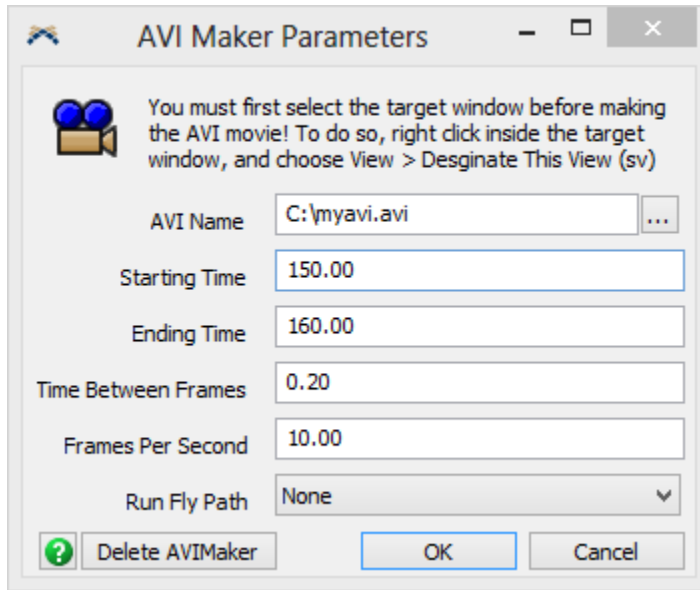 AVI Maker Parameters
You must first select the target window before making
the AVI movie! To do so, right click inside the target
window, and choose View > Desginate This View (sv)
AVI Name C:\myavi.avi ...
Starting Time 150.00
Ending Time 160.00
Time Between Frames 0.20
Frames Per Second 10.00
Run Fly Path None
? Delete AVIMaker OK Cancel